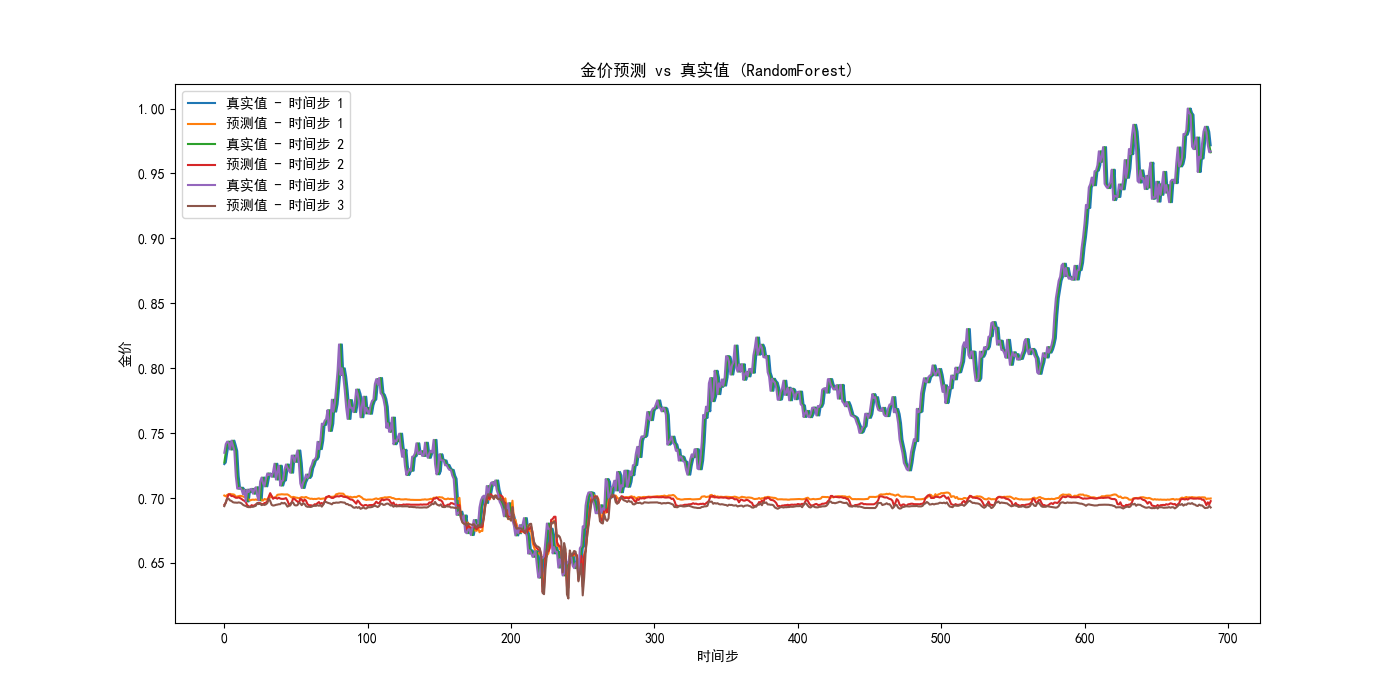 金价预测 vs 真实值 (RandomForest)
真实值 - 时间步 1
预测值 - 时间步 1
真实值 - 时间步 2
预测值 - 时间步 2
真实值 - 时间步 3
预测值 - 时间步 3
1.00
0.95
0.90
0.85
0.80
0.75
0.70
0.65
金价
0 100 200 300 400 500 600 700
时间步